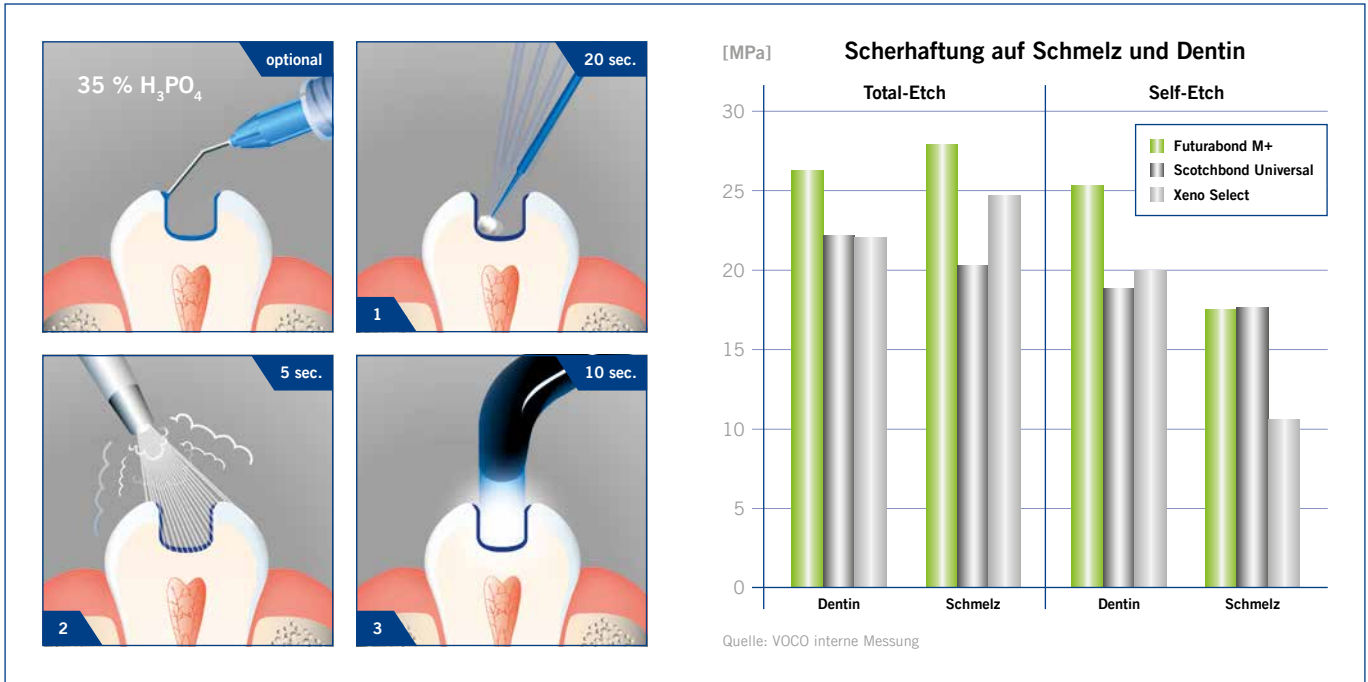 optional
35 % H₃PO₄
20 sec.
1
5 sec.
2
10 sec.
3
[MPa]
Scherhaftung auf Schmelz und Dentin
Total-Etch
Self-Etch
Futurabond M+
Scotchbond Universal
Xeno Select
30
25
20
15
10
5
0
Dentin
Schmelz
Dentin
Schmelz
Quelle: VOCO interne Messung